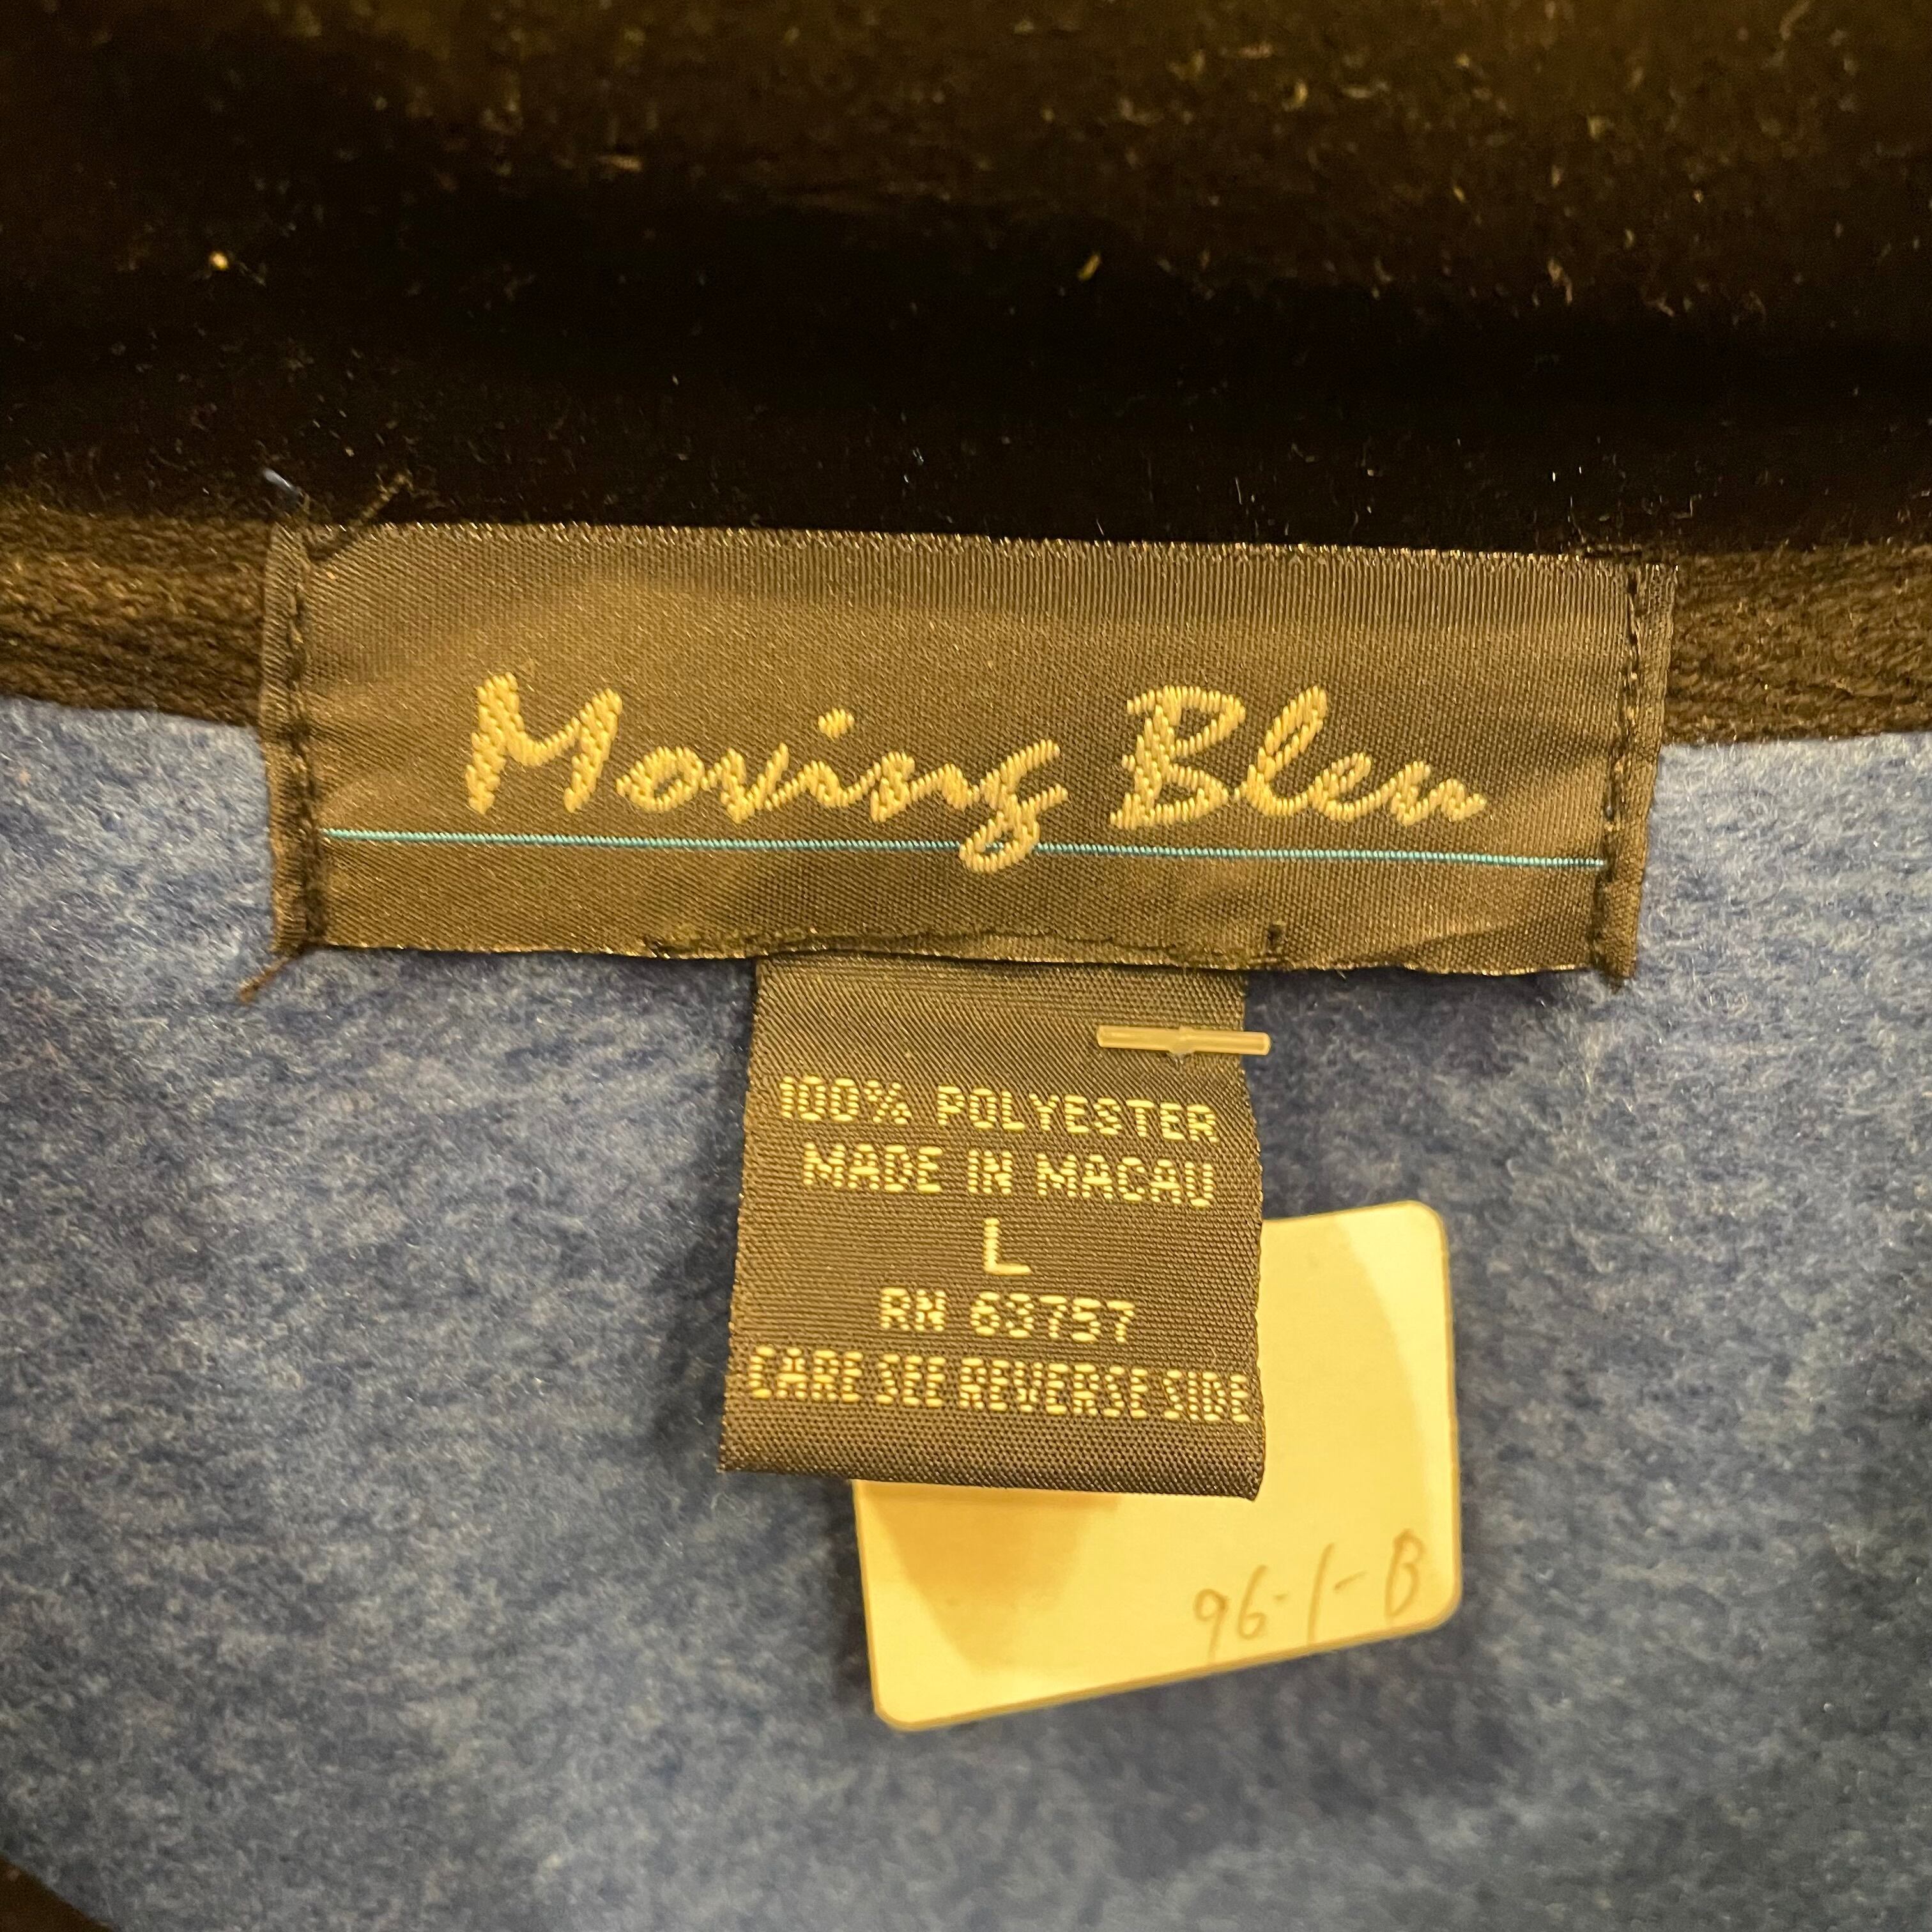 Moving Bleu
100% POLYESTER
MADE IN MACAU
L
RN 63757
CARE SEE REVERSE SIDE
96-1-B